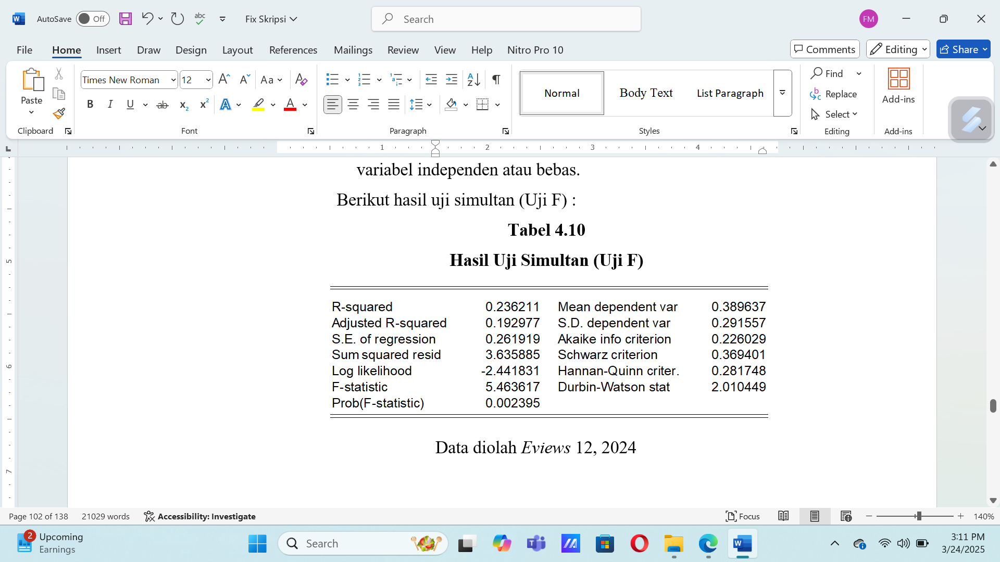 AutoSave Off Fix Skripsi Search FM
File Home Insert Draw Design Layout References Mailings Review View Help Nitro Pro 10 Comments Editing Share
Paste Times New Roman 12 Aa Normal Body Text List Paragraph Find
Replace
Select
Add-ins
Clipboard Font Paragraph Styles Editing Add-ins
1 2 3 4
variabel independen atau bebas.
Berikut hasil uji simultan (Uji F) :
Tabel 4.10
Hasil Uji Simultan (Uji F)
R-squared 0.236211 Mean dependent var 0.389637
Adjusted R-squared 0.192977 S.D. dependent var 0.291557
S.E. of regression 0.261919 Akaike info criterion 0.226029
Sum squared resid 3.635885 Schwarz criterion 0.369401
Log likelihood -2.441831 Hannan-Quinn criter. 0.281748
F-statistic 5.463617 Durbin-Watson stat 2.010449
Prob(F-statistic) 0.002395
Data diolah Eviews 12, 2024
5
6
7
Page 102 of 138 21029 words Accessibility: Investigate Focus 140%
2 Upcoming
Earnings
Search
3:11 PM
3/24/2025